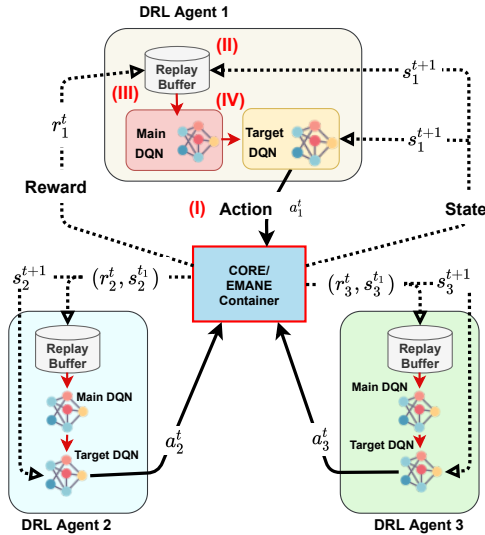 DRL Agent 1
(II)
Replay
Buffer
(III)
(IV)
Main
DQN
Target
DQN
r_1^t
s_1^{t+1}
s_1^{t+1}
Reward
(I)
Action
a_1^t
State
CORE/
EMANE
Container
s_2^{t+1}
(r_2^t, s_2^{t_1})
(r_3^t, s_3^{t_1})
s_3^{t+1}
Replay
Buffer
Main DQN
Target DQN
a_2^t
DRL Agent 2
Replay
Buffer
Main DQN
Target DQN
a_3^t
DRL Agent 3